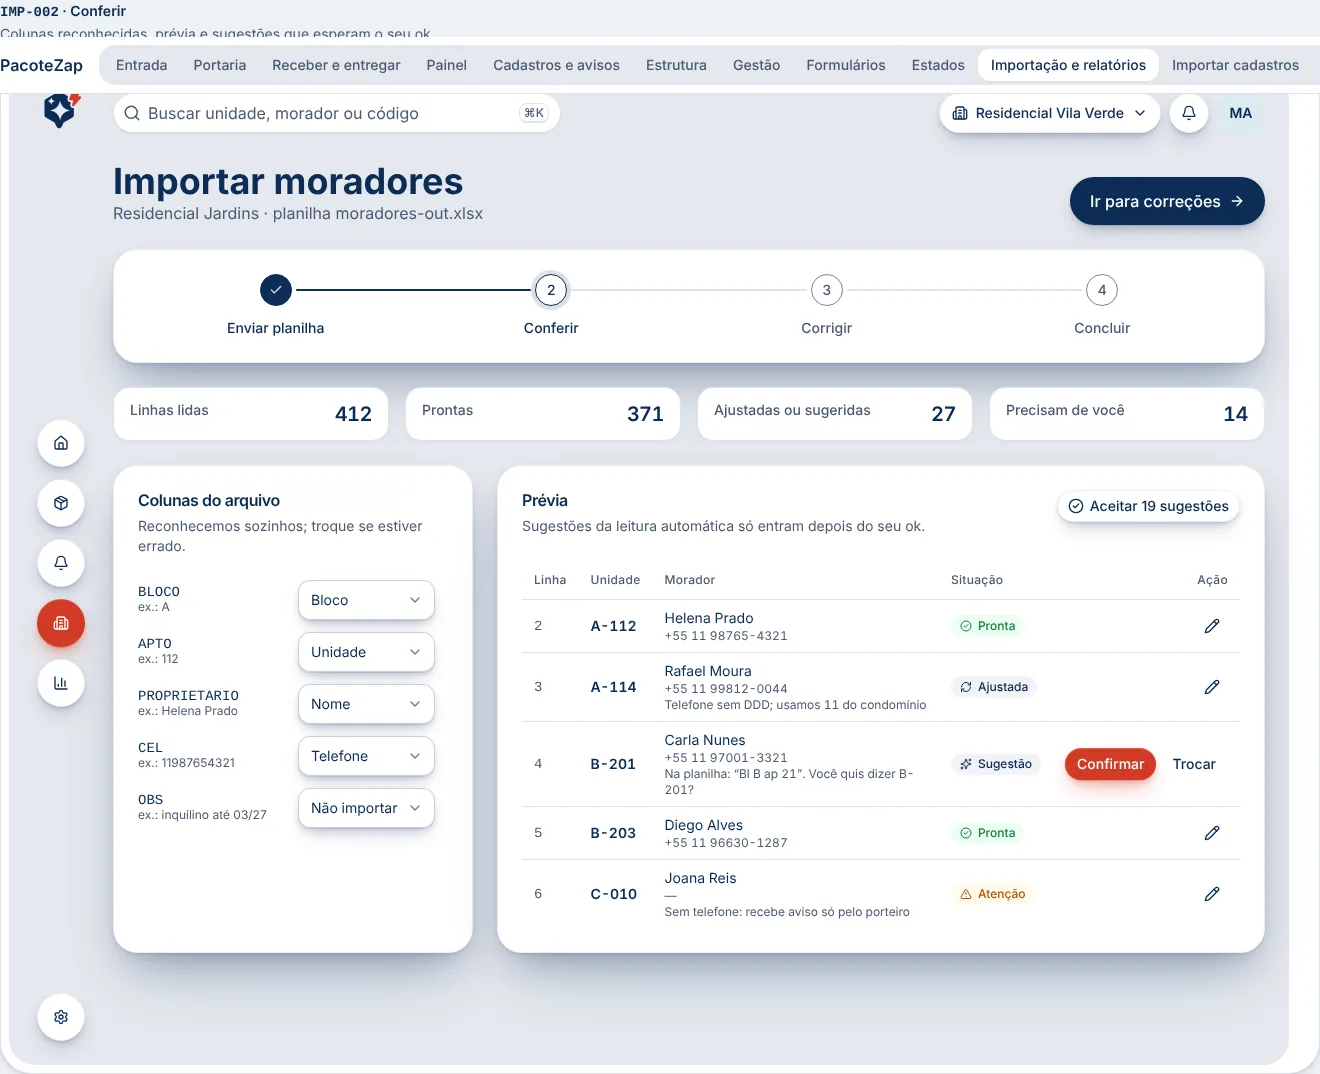 IMP-002 · Conferir
Colunas reconhecidas, prévia e sugestões que esperam o seu ok
PacoteZap
Entrada
Portaria
Receber e entregar
Painel
Cadastros e avisos
Estrutura
Gestão
Formulários
Estados
Importação e relatórios
Importar cadastros
Buscar unidade, morador ou código
⌘K
Residencial Vila Verde
MA
Importar moradores
Residencial Jardins · planilha moradores-out.xlsx
Ir para correções
2
3
4
Enviar planilha
Conferir
Corrigir
Concluir
Linhas lidas
412
Prontas
371
Ajustadas ou sugeridas
27
Precisam de você
14
Colunas do arquivo
Reconhecemos sozinhos; troque se estiver
errado.
BLOCO
ex.: A
Bloco
APTO
ex.: 112
Unidade
PROPRIETARIO
ex.: Helena Prado
Nome
CEL
ex.: 11987654321
Telefone
OBS
ex.: inquilino até 03/27
Não importar
Prévia
Sugestões da leitura automática só entram depois do seu ok.
Aceitar 19 sugestões
Linha
Unidade
Morador
Situação
Ação
2
A-112
Helena Prado
+55 11 98765-4321
Pronta
3
A-114
Rafael Moura
+55 11 99812-0044
Telefone sem DDD; usamos 11 do condomínio
Ajustada
4
B-201
Carla Nunes
+55 11 97001-3321
Na planilha: “Bl B ap 21”. Você quis dizer B-
201?
Sugestão
Confirmar
Trocar
5
B-203
Diego Alves
+55 11 96630-1287
Pronta
6
C-010
Joana Reis
—
Sem telefone: recebe aviso só pelo porteiro
Atenção